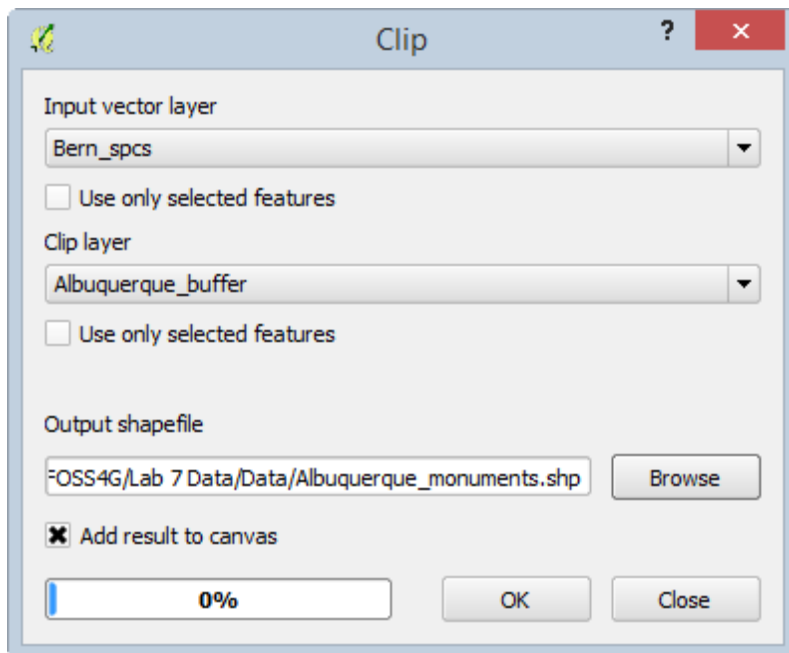 Clip ? ×
Input vector layer
Bern_spcs
Use only selected features
Clip layer
Albuquerque_buffer
Use only selected features
Output shapefile
FOSS4G/Lab 7 Data/Data/Albuquerque_monuments.shp Browse
Add result to canvas
0% OK Close